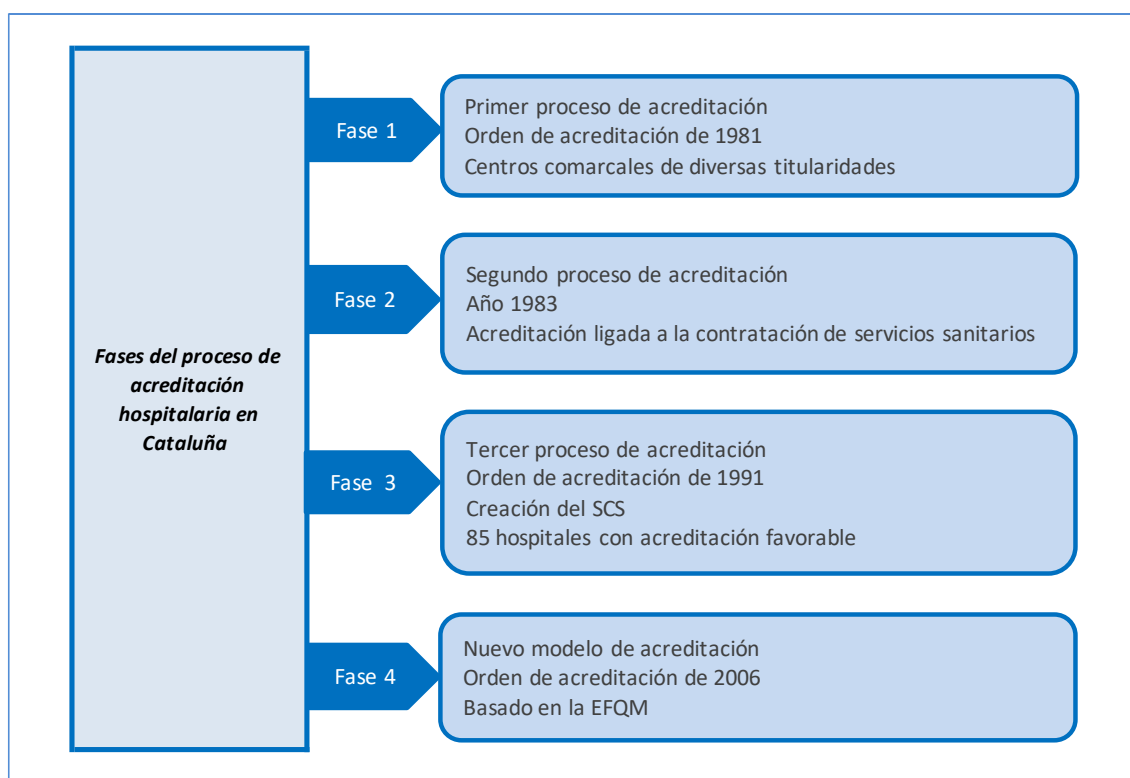 Fases del proceso de
acreditación
hospitalaria en
Cataluña
Fase 1
Primer proceso de acreditación
Orden de acreditación de 1981
Centros comarcales de diversas titularidades
Fase 2
Segundo proceso de acreditación
Año 1983
Acreditación ligada a la contratación de servicios sanitarios
Fase 3
Tercer proceso de acreditación
Orden de acreditación de 1991
Creación del SCS
85 hospitales con acreditación favorable
Fase 4
Nuevo modelo de acreditación
Orden de acreditación de 2006
Basado en la EFQM